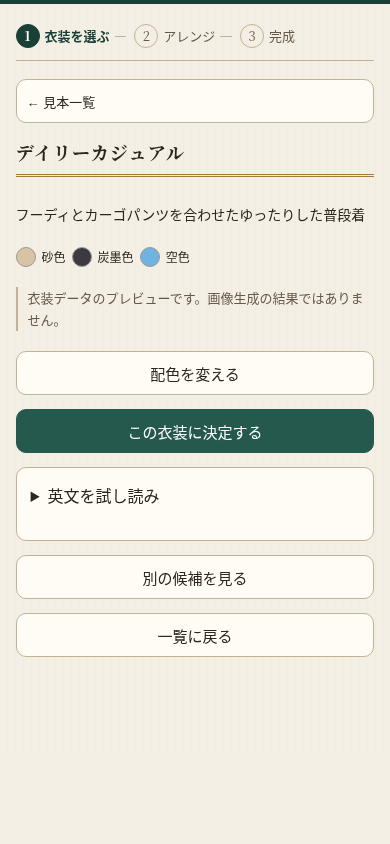 1 衣装を選ぶ — 2 アレンジ — 3 完成
← 見本一覧
デイリーカジュアル
フーディとカーゴパンツを合わせたゆったりした普段着
砂色 炭墨色 空色
衣装データのプレビューです。画像生成の結果ではありま
せん。
配色を変える
この衣装に決定する
▶ 英文を試し読み
別の候補を見る
一覧に戻る